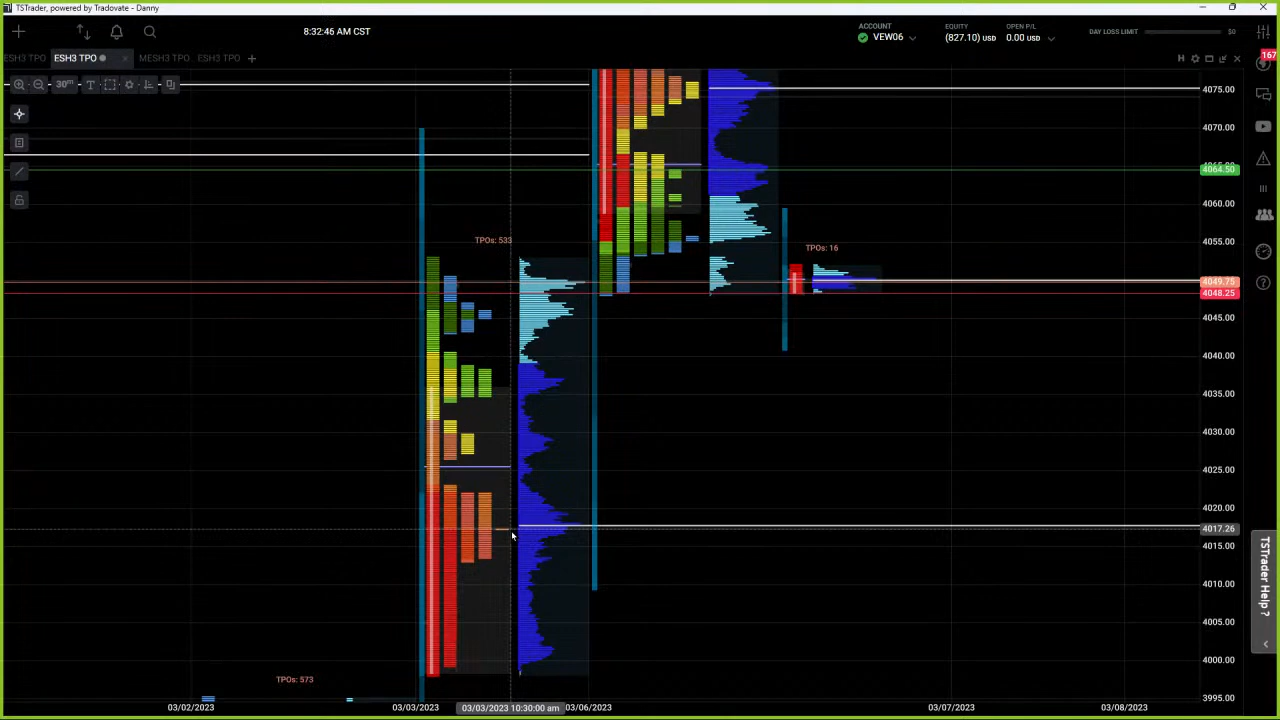 TSTrader, powered by Tradovate - Danny
8:32:46 AM CST
ACCOUNT
VEW06
EQUITY
(827.10) USD
OPEN P/L
0.00 USD
DAY LOSS LIMIT
$0
ESH3 TPO
ESH3 TPO
MESH3 TPO
ESH3 TPO
H
167
30m
T
4075.00
4070.00
4065.00
4064.50
4060.00
4055.00
4049.75
4048.25
4045.00
4040.00
4035.00
4030.00
4025.00
4020.00
4017.26
4015.00
4010.00
4005.00
4000.00
3995.00
TPOs: 533
TPOs: 16
TPOs: 573
TSTrader Help ?
03/02/2023
03/03/2023
03/03/2023 10:30:00 am
03/06/2023
03/07/2023
03/08/2023